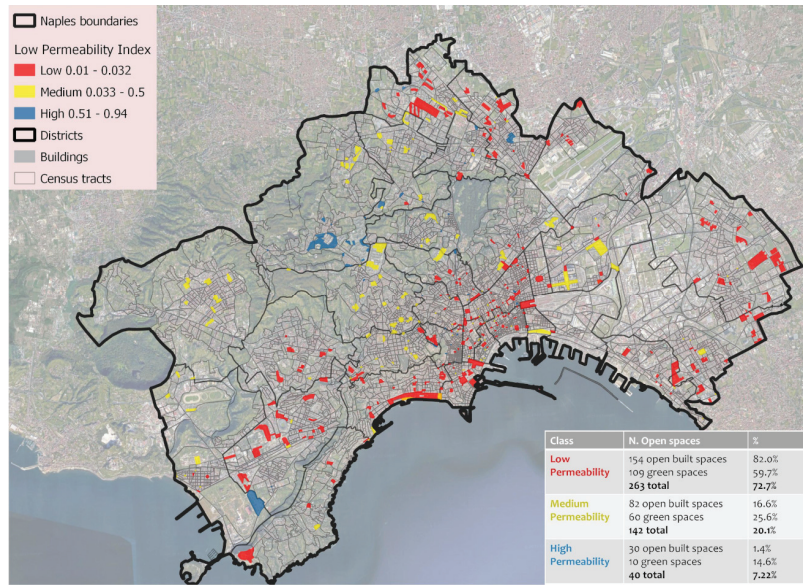 Naples boundaries
Low Permeability Index
Low 0.01 - 0.032
Medium 0.033 - 0.5
High 0.51 - 0.94
Districts
Buildings
Census tracts
Class N. Open spaces %
Low 154 open built spaces 82.0%
Permeability 109 green spaces 59.7%
263 total 72.7%
Medium 82 open built spaces 16.6%
Permeability 60 green spaces 25.6%
142 total 20.1%
High 30 open built spaces 1.4%
Permeability 10 green spaces 14.6%
40 total 7.22%